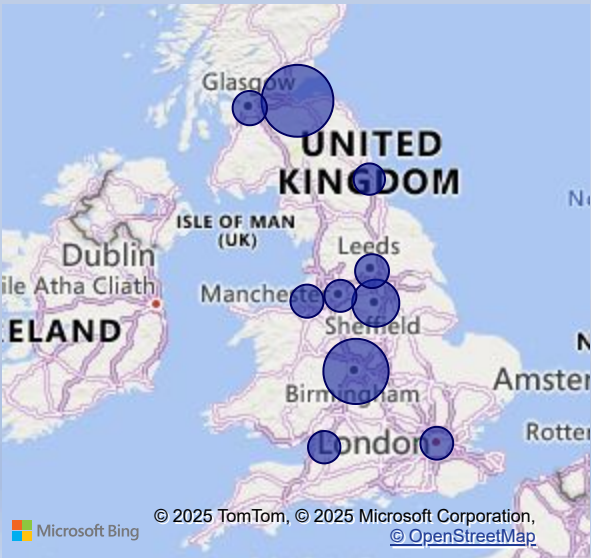 Glasgow
UNITED
KINGDOM
ISLE OF MAN
(UK)
Leeds
Dublin
ile Atha Cliath
Manchester
ELAND
Sheffield
Birmingham
Amster
London
Rotter
© 2025 TomTom, © 2025 Microsoft Corporation,
Microsoft Bing
© OpenStreetMap